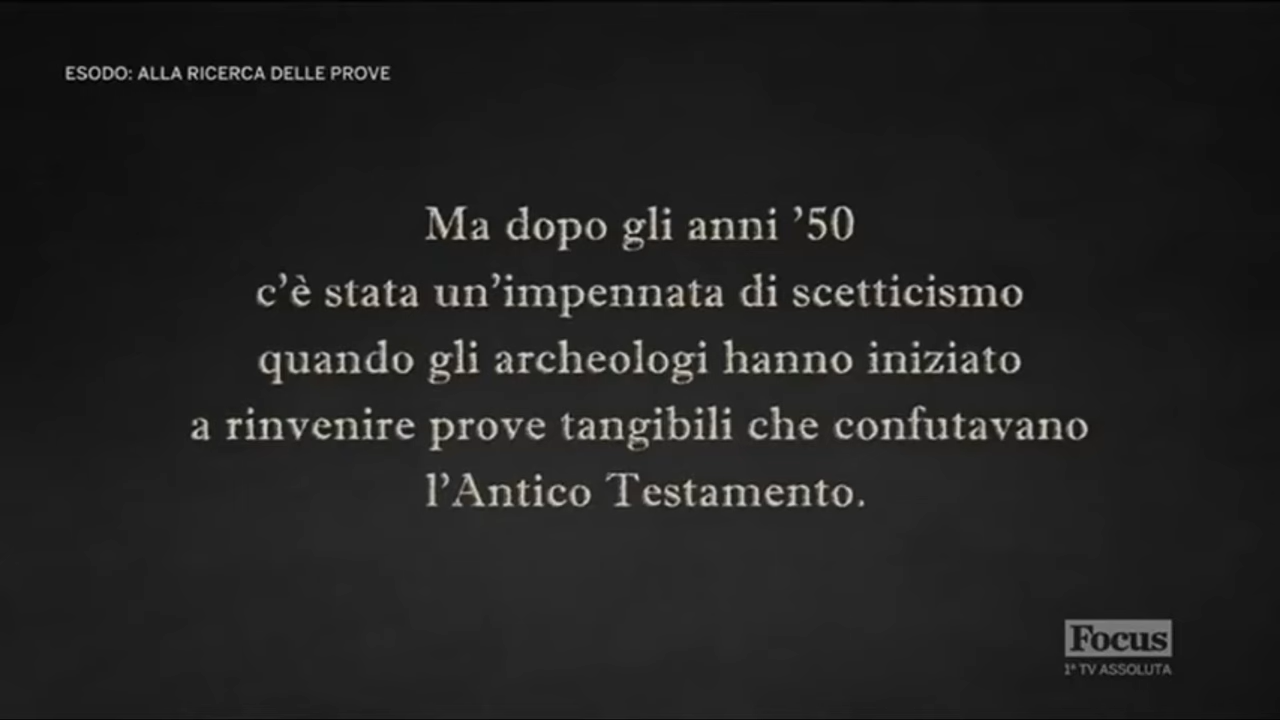 ESODO: ALLA RICERCA DELLE PROVE
Ma dopo gli anni ’50
c’è stata un’impennata di scetticismo
quando gli archeologi hanno iniziato
a rinvenire prove tangibili che confutavano
l’Antico Testamento.
Focus
1ª TV ASSOLUTA